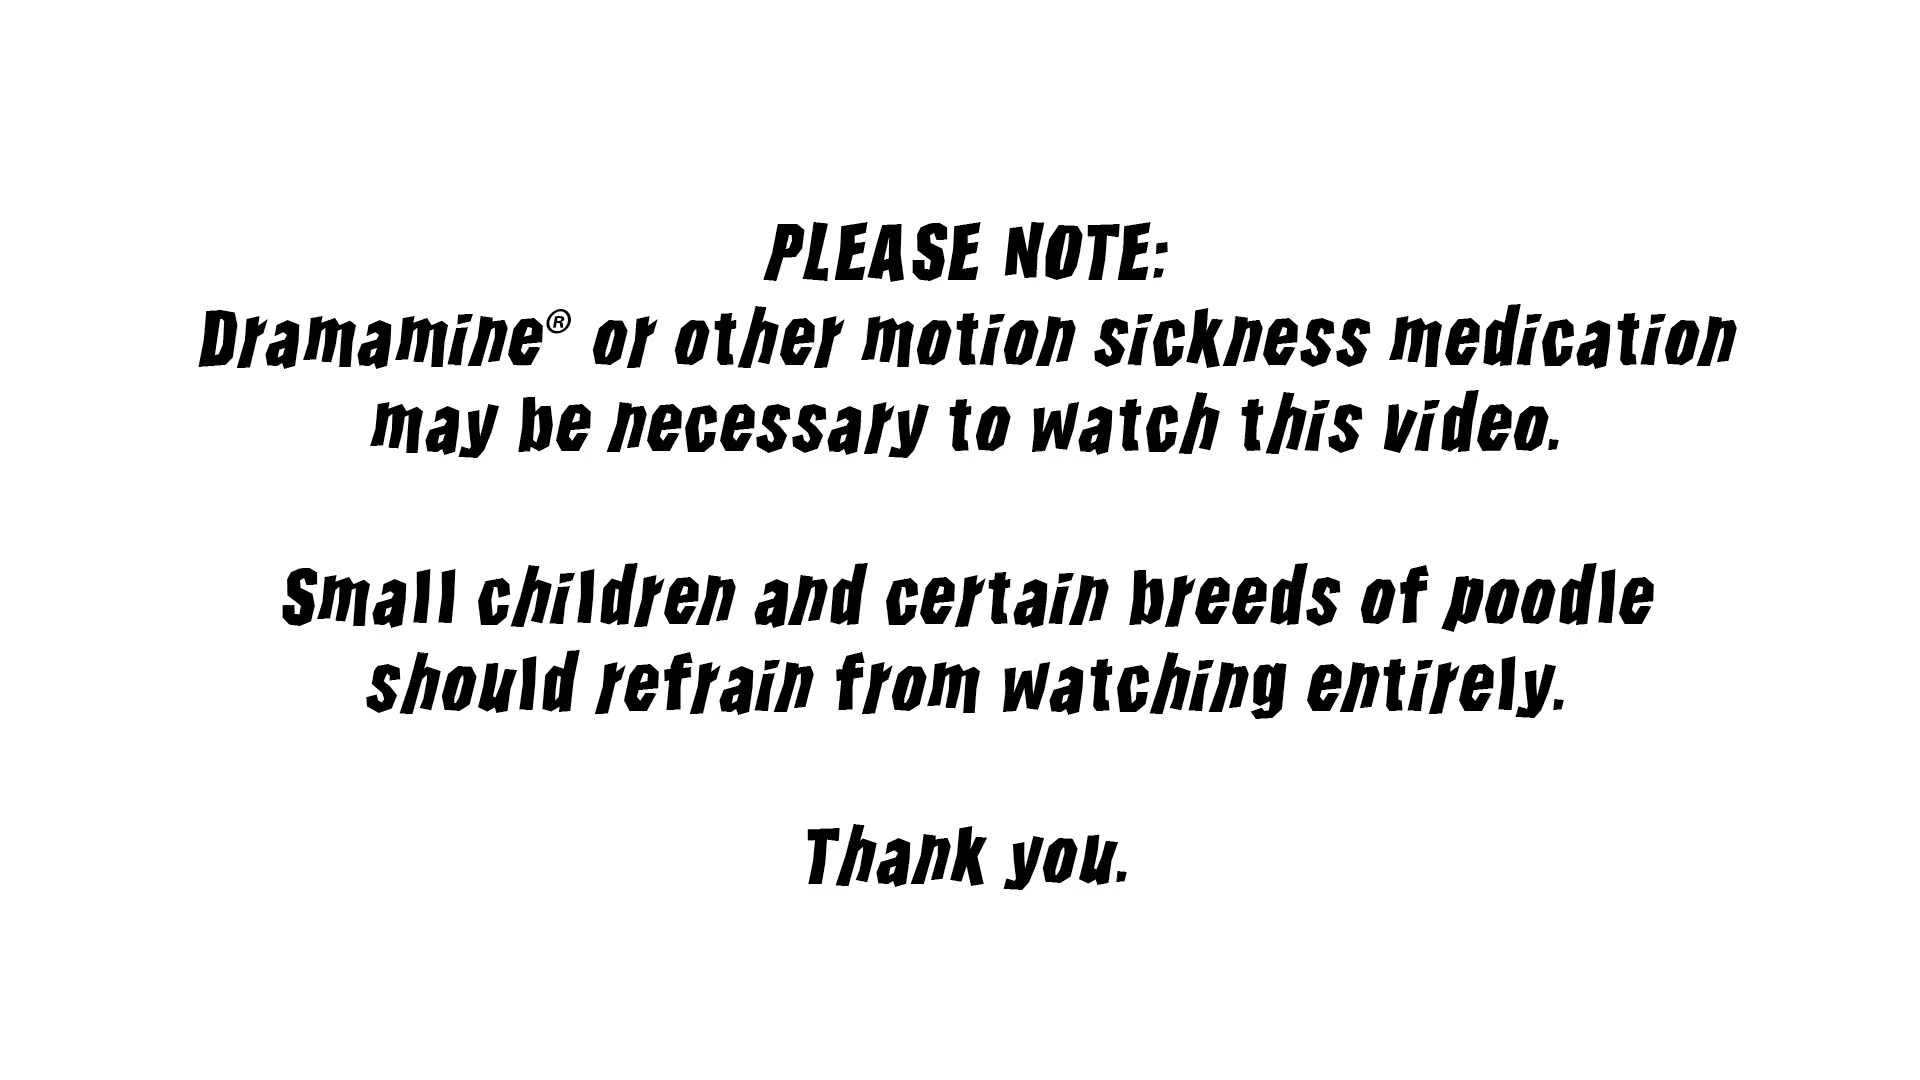 PLEASE NOTE:
Dramamine® or other motion sickness medication
may be necessary to watch this video.
Small children and certain breeds of poodle
should refrain from watching entirely.
Thank you.